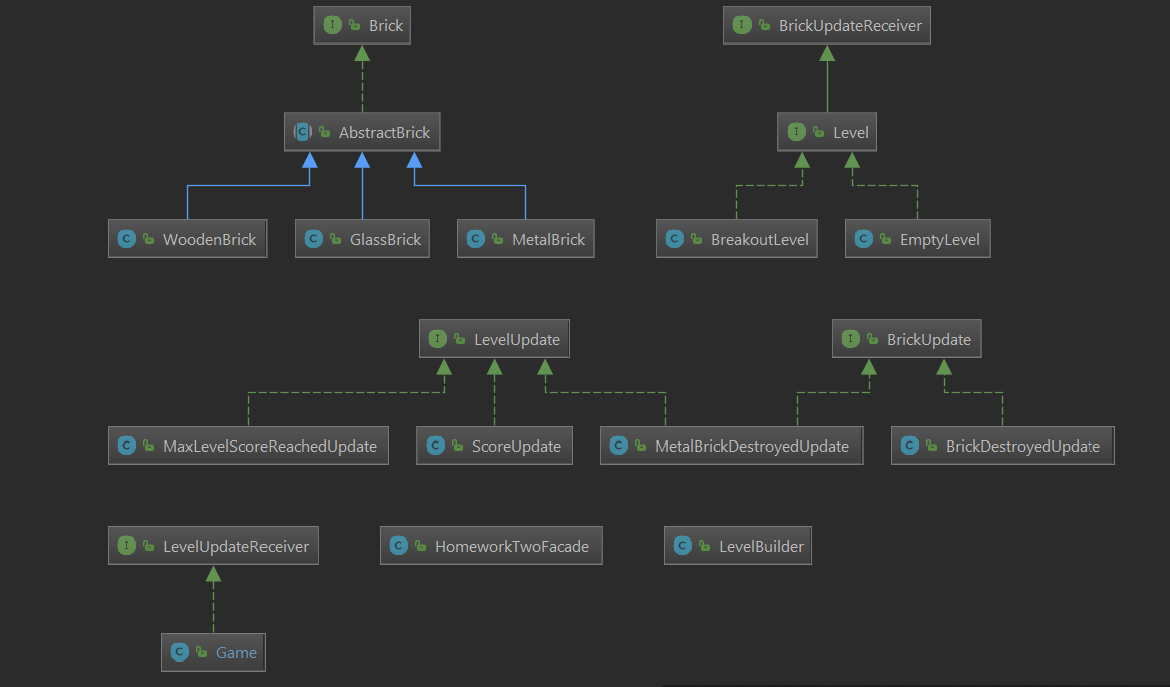 Brick
BrickUpdateReceiver
AbstractBrick
Level
WoodenBrick
GlassBrick
MetalBrick
BreakoutLevel
EmptyLevel
LevelUpdate
BrickUpdate
MaxLevelScoreReachedUpdate
ScoreUpdate
MetalBrickDestroyedUpdate
BrickDestroyedUpdate
LevelUpdateReceiver
HomeworkTwoFacade
LevelBuilder
Game